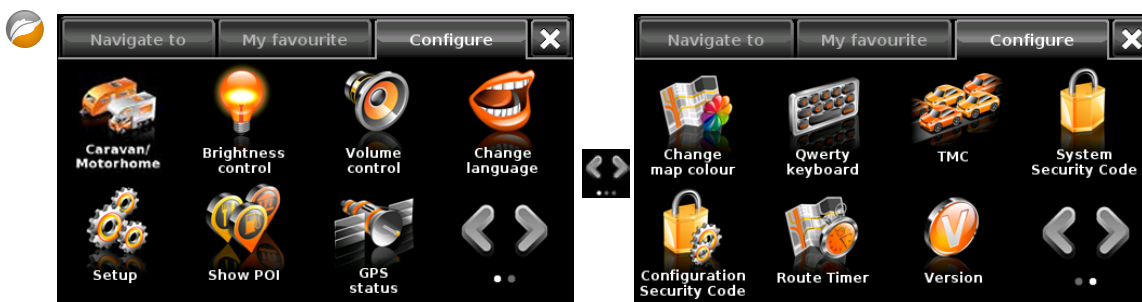 Navigate to
My favourite
Configure
Caravan/
Motorhome
Brightness
control
Volume
control
Change
language
Setup
Show POI
GPS
status
Navigate to
My favourite
Configure
Change
map colour
Qwerty
keyboard
TMC
System
Security Code
Configuration
Security Code
Route Timer
V
Version